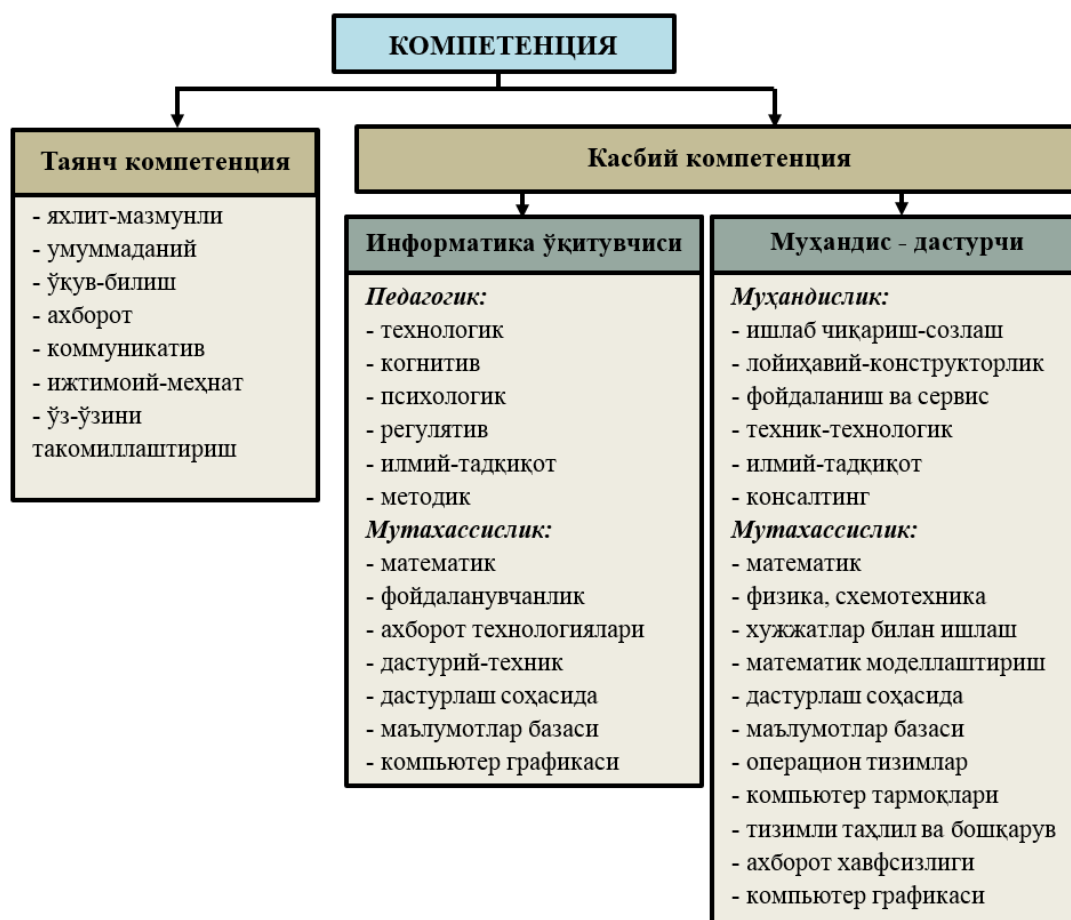 КОМПЕТЕНЦИЯ
Таянч компетенция
- яхлит-мазмунли
- умуммаданий
- ўқув-билиш
- ахборот
- коммуникатив
- ижтимоий-меҳнат
- ўз-ўзини
такомиллаштириш
Касбий компетенция
Информатика ўқитувчиси
Педагогик:
- технологик
- когнитив
- психологик
- регулятив
- илмий-тадқиқот
- методик
Мутахассислик:
- математик
- фойдаланувчанлик
- ахборот технологиялари
- дастурий-техник
- дастурлаш соҳасида
- маълумотлар базаси
- компьютер графикаси
Муҳандис - дастурчи
Муҳандислик:
- ишлаб чиқариш-созлаш
- лойиҳавий-конструкторлик
- фойдаланиш ва сервис
- техник-технологик
- илмий-тадқиқот
- консалтинг
Мутахассислик:
- математик
- физика, схемотехника
- хужжатлар билан ишлаш
- математик моделлаштириш
- дастурлаш соҳасида
- маълумотлар базаси
- операцион тизимлар
- компьютер тармоқлари
- тизимли таҳлил ва бошқарув
- ахборот хавфсизлиги
- компьютер графикаси